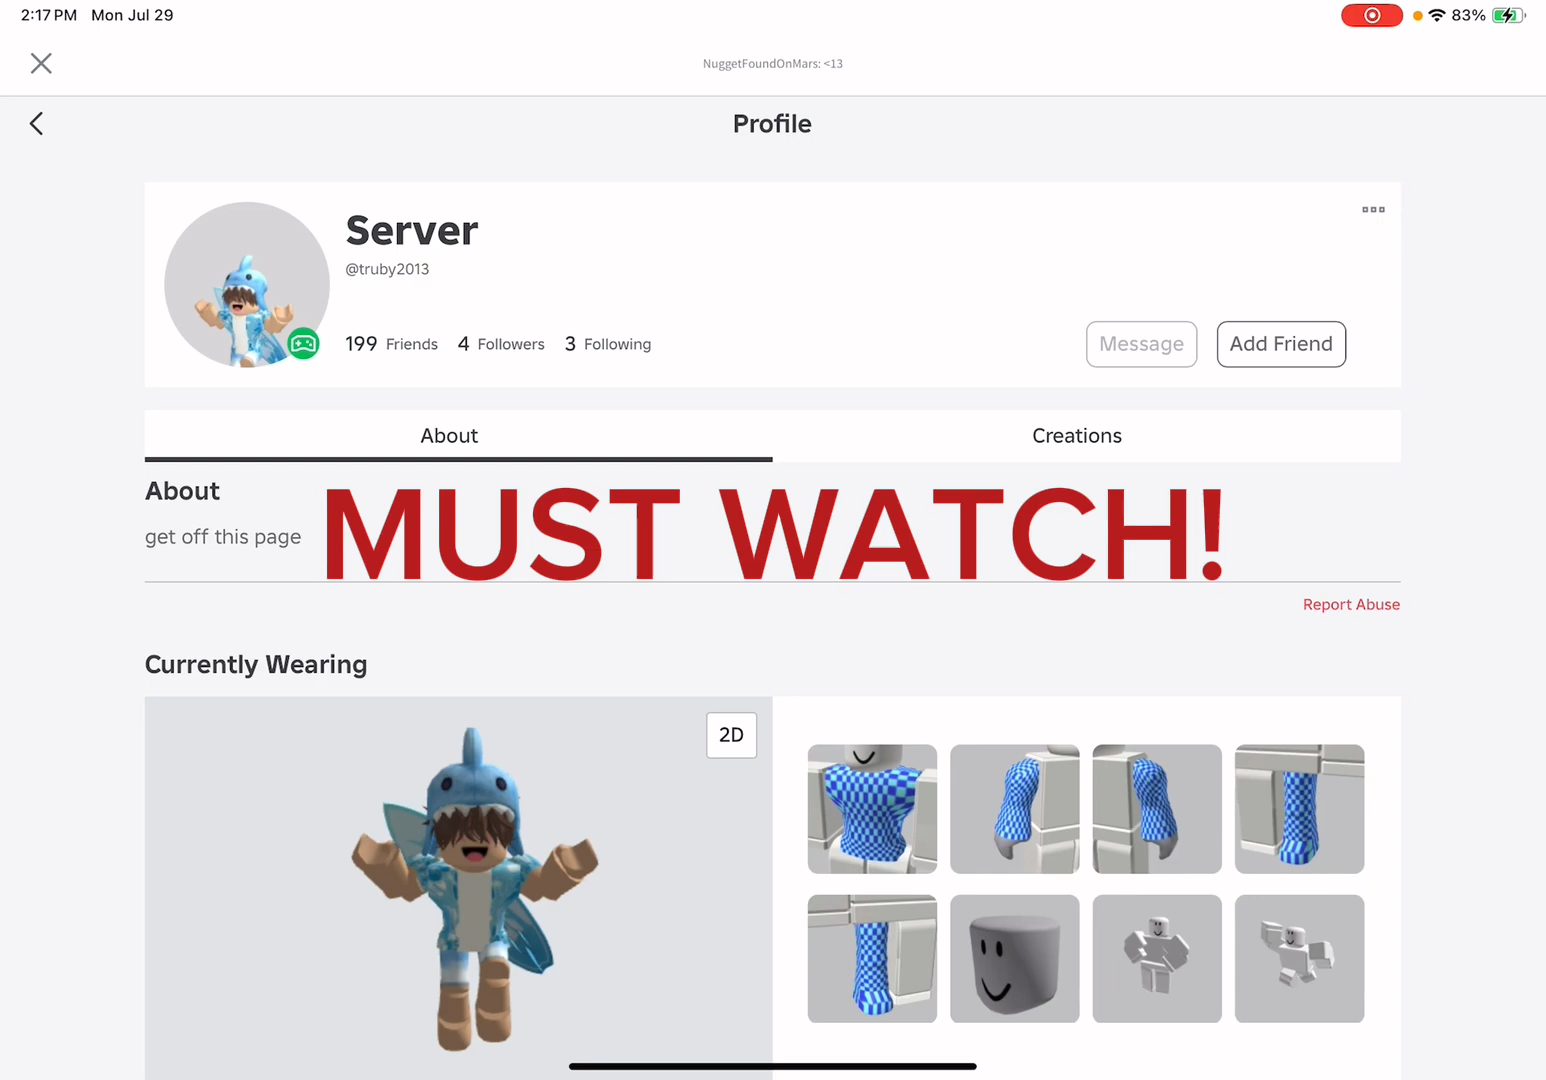 2:17 PM Mon Jul 29
83%
NuggetFoundOnMars: <13
Profile
Server
@truby2013
199 Friends 4 Followers 3 Following
Message
Add Friend
About
Creations
About
get off this page
MUST WATCH!
Report Abuse
Currently Wearing
2D